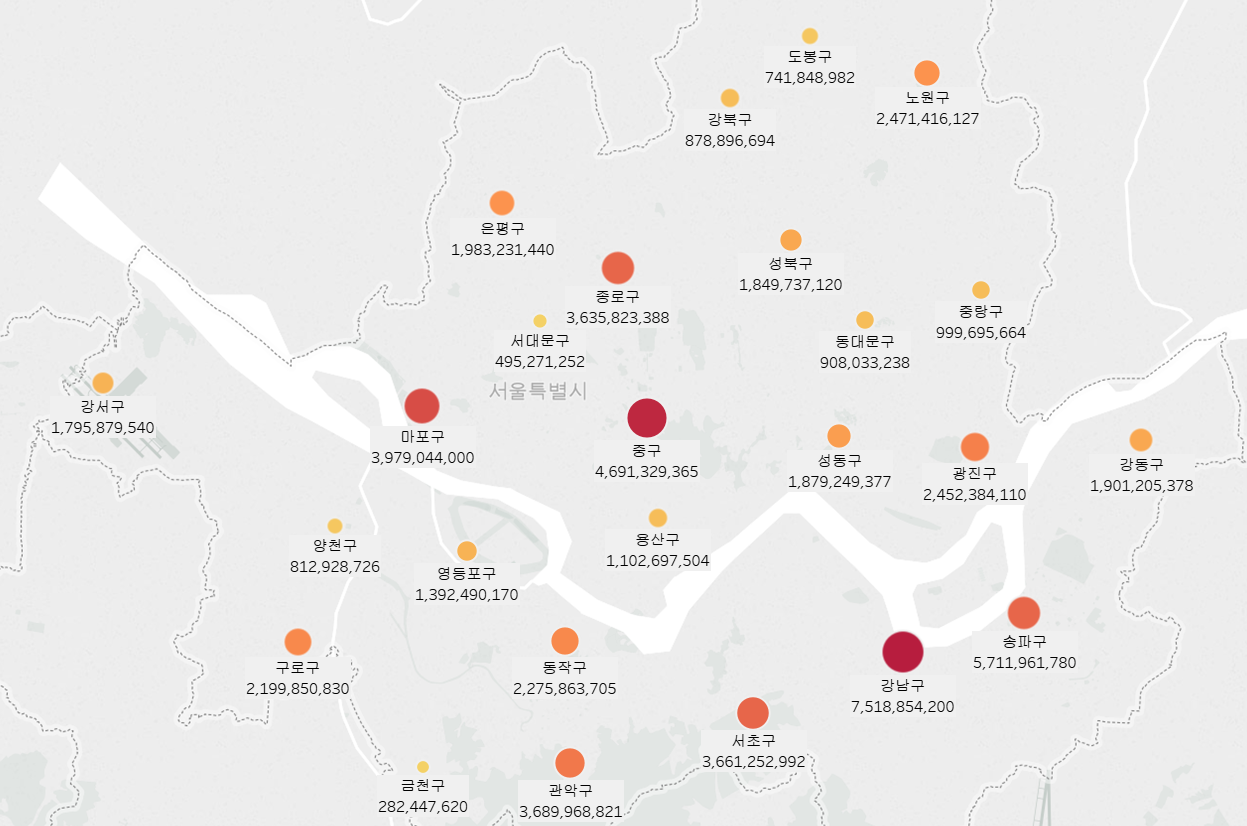 도봉구
741,848,982
노원구
2,471,416,127
강북구
878,896,694
은평구
1,983,231,440
성북구
1,849,737,120
종로구
3,635,823,388
중랑구
999,695,664
서대문구
495,271,252
동대문구
908,033,238
서울특별시
강서구
1,795,879,540
마포구
3,979,044,000
중구
4,691,329,365
성동구
1,879,249,377
광진구
2,452,384,110
강동구
1,901,205,378
양천구
812,928,726
용산구
1,102,697,504
영등포구
1,392,490,170
구로구
2,199,850,830
동작구
2,275,863,705
송파구
5,711,961,780
강남구
7,518,854,200
서초구
3,661,252,992
금천구
282,447,620
관악구
3,689,968,821